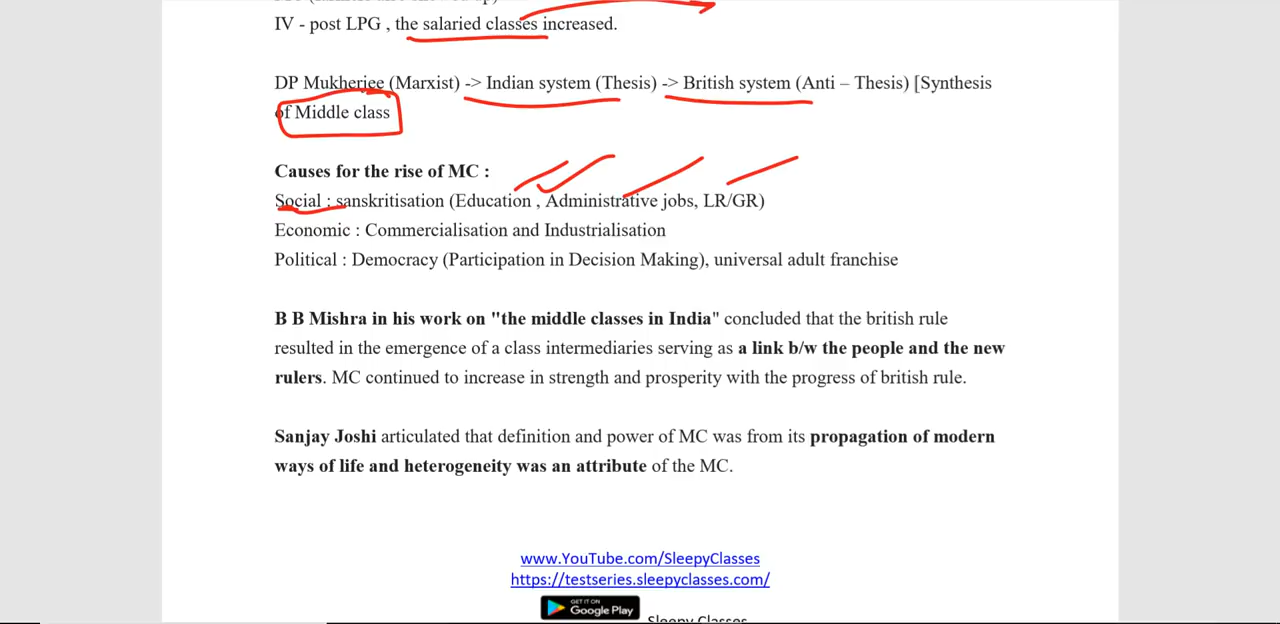 IV - post LPG , the salaried classes increased.
DP Mukherjee (Marxist) -> Indian system (Thesis) -> British system (Anti – Thesis) [Synthesis
of Middle class
Causes for the rise of MC :
Social : sanskritisation (Education , Administrative jobs, LR/GR)
Economic : Commercialisation and Industrialisation
Political : Democracy (Participation in Decision Making), universal adult franchise
B B Mishra in his work on "the middle classes in India" concluded that the british rule
resulted in the emergence of a class intermediaries serving as a link b/w the people and the new
rulers. MC continued to increase in strength and prosperity with the progress of british rule.
Sanjay Joshi articulated that definition and power of MC was from its propagation of modern
ways of life and heterogeneity was an attribute of the MC.
www.YouTube.com/SleepyClasses
https://testseries.sleepyclasses.com/
GET IT ON
Google Play
Sleepy Classes